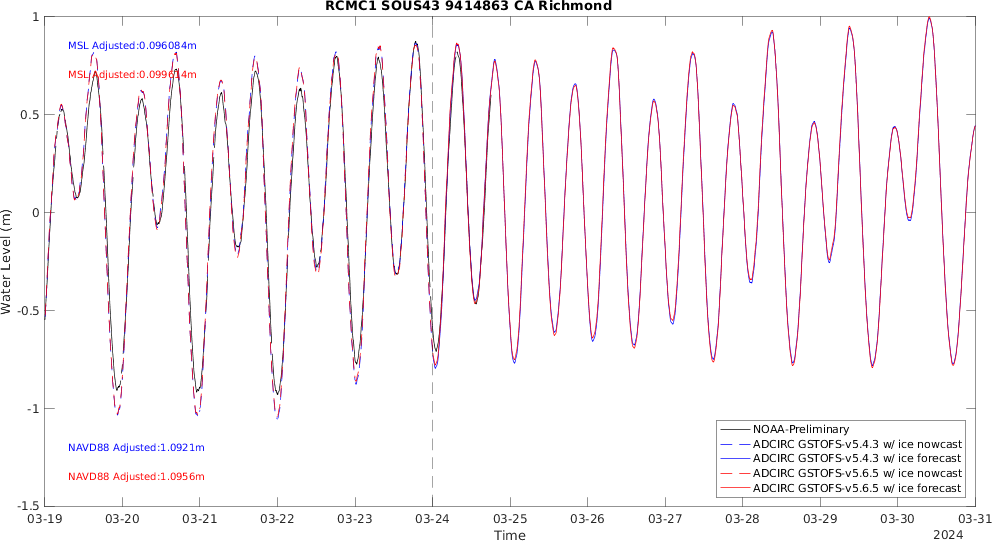 RCMC1 SOUS43 9414863 CA Richmond
1
0.5
0
-0.5
-1
-1.5
Water Level (m)
MSL Adjusted:0.096084m
MSL Adjusted:0.099614m
NAVD88 Adjusted:1.0921m
NAVD88 Adjusted:1.0956m
NOAA-Preliminary
ADCIRC GSTOFS-v5.4.3 w/ ice nowcast
ADCIRC GSTOFS-v5.4.3 w/ ice forecast
ADCIRC GSTOFS-v5.6.5 w/ ice nowcast
ADCIRC GSTOFS-v5.6.5 w/ ice forecast
03-19 03-20 03-21 03-22 03-23 03-24 03-25 03-26 03-27 03-28 03-29 03-30 03-31
Time
2024